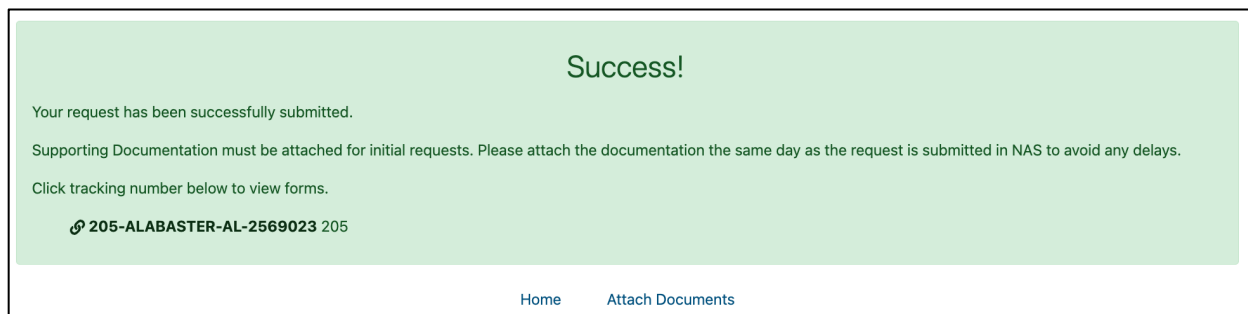 Success!
Your request has been successfully submitted.
Supporting Documentation must be attached for initial requests. Please attach the documentation the same day as the request is submitted in NAS to avoid any delays.
Click tracking number below to view forms.
205-ALABASTER-AL-2569023 205
Home Attach Documents